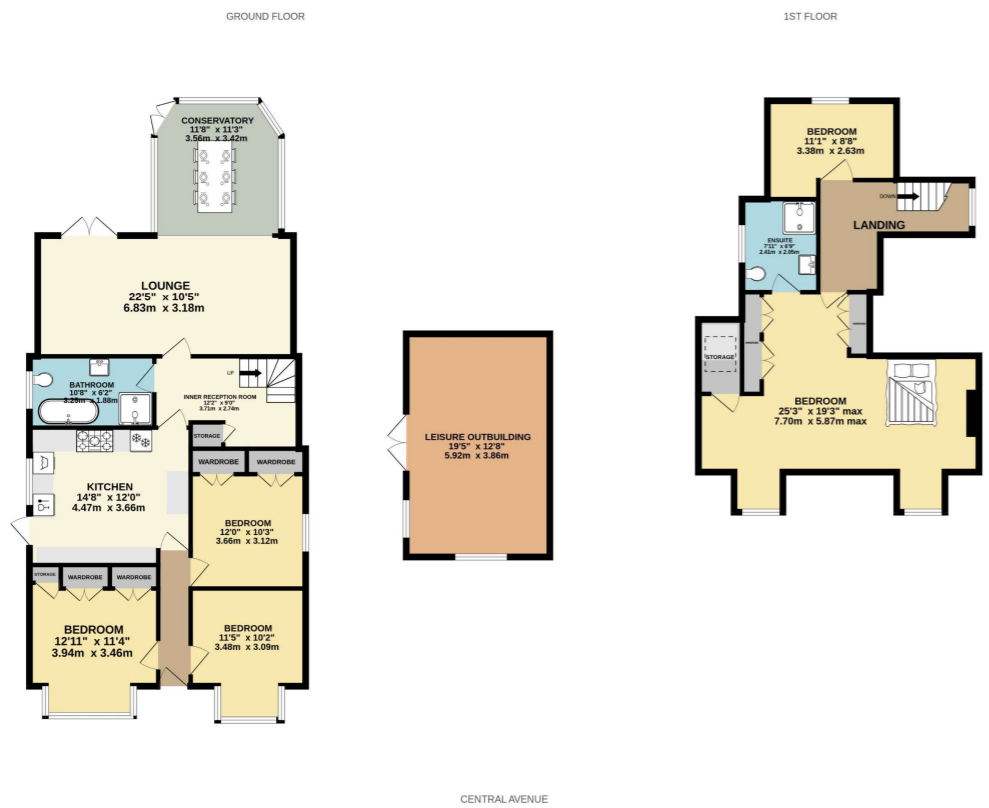 GROUND FLOOR
1ST FLOOR
CONSERVATORY
11'8" x 11'3"
3.56m x 3.42m
LOUNGE
22'5" x 10'5"
6.83m x 3.18m
BATHROOM
10'8" x 6'2"
3.25m x 1.88m
UP
INNER RECEPTION ROOM
12'2" x 9'0"
3.71m x 2.74m
STORAGE
KITCHEN
14'8" x 12'0"
4.47m x 3.66m
WARDROBE
WARDROBE
BEDROOM
12'0" x 10'3"
3.66m x 3.12m
STORAGE
WARDROBE
WARDROBE
BEDROOM
12'11" x 11'4"
3.94m x 3.46m
BEDROOM
11'5" x 10'2"
3.48m x 3.09m
LEISURE OUTBUILDING
19'5" x 12'8"
5.92m x 3.86m
BEDROOM
11'1" x 8'8"
3.38m x 2.63m
DOWN
LANDING
ENSUITE
7'11" x 6'9"
2.41m x 2.05m
STORAGE
BEDROOM
25'3" x 19'3" max
7.70m x 5.87m max
CENTRAL AVENUE